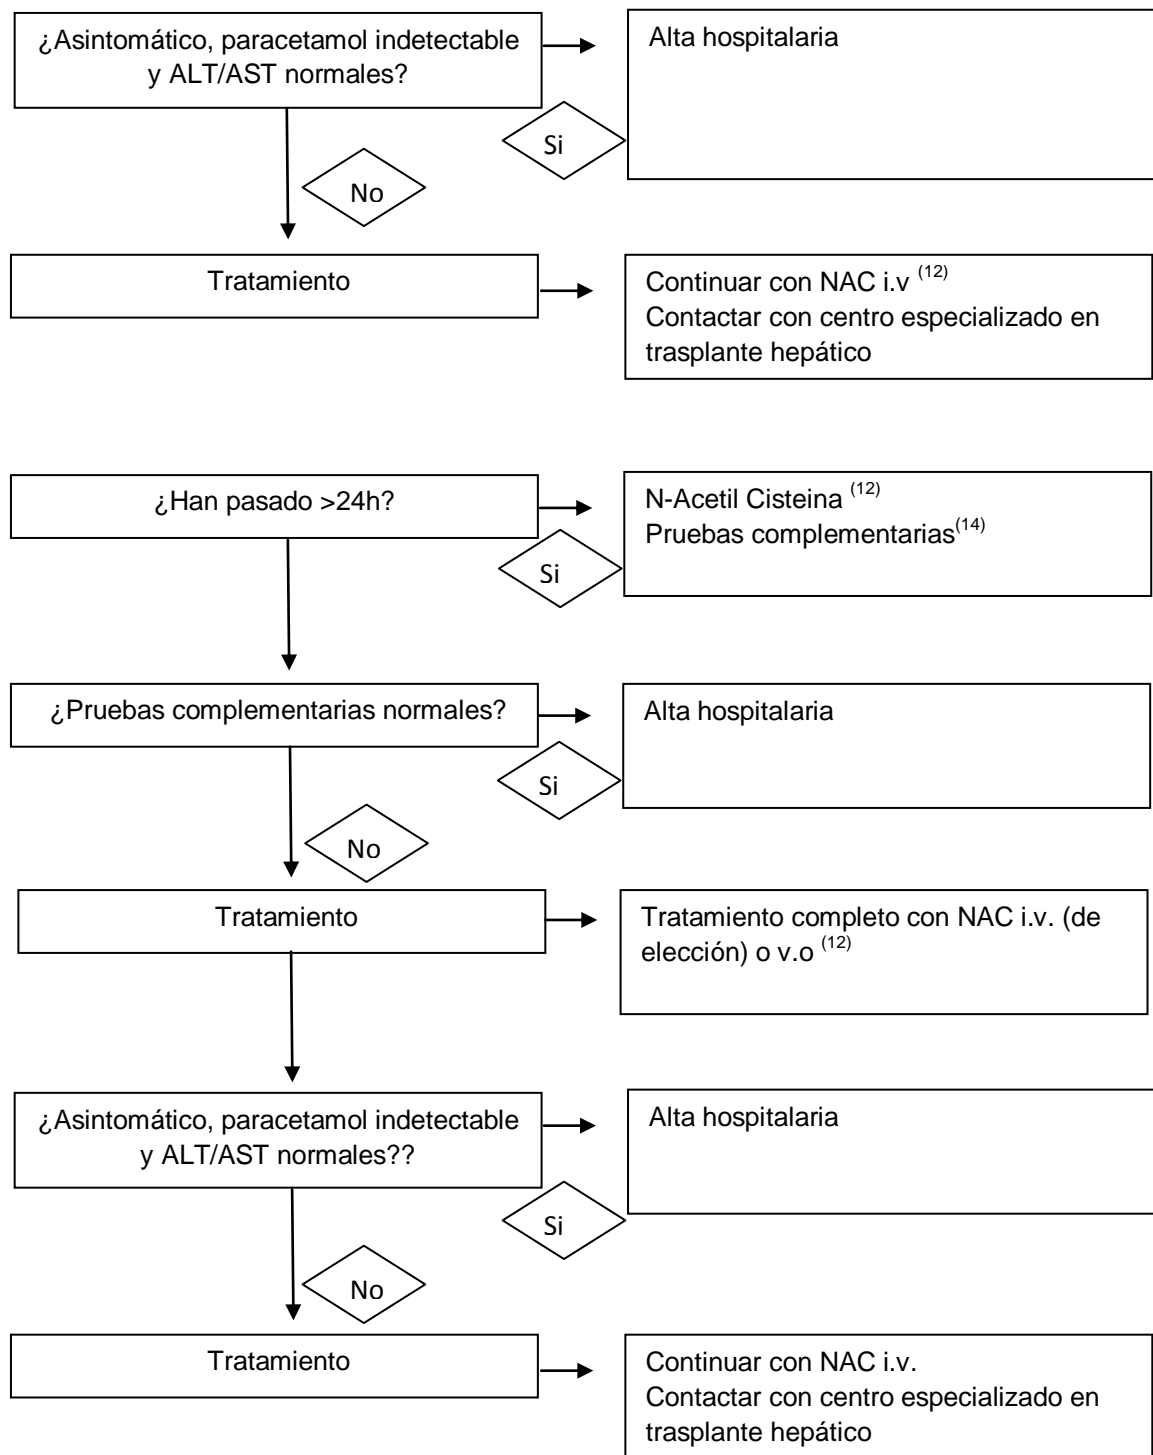 ¿Asintomático, paracetamol indetectable
y ALT/AST normales?
Alta hospitalaria
Si
No
Tratamiento
Continuar con NAC i.v (12)
Contactar con centro especializado en
trasplante hepático
¿Han pasado >24h?
N-Acetil Cisteina (12)
Pruebas complementarias(14)
Si
¿Pruebas complementarias normales?
Alta hospitalaria
Si
No
Tratamiento
Tratamiento completo con NAC i.v. (de
elección) o v.o (12)
¿Asintomático, paracetamol indetectable
y ALT/AST normales??
Alta hospitalaria
Si
No
Tratamiento
Continuar con NAC i.v.
Contactar con centro especializado en
trasplante hepático